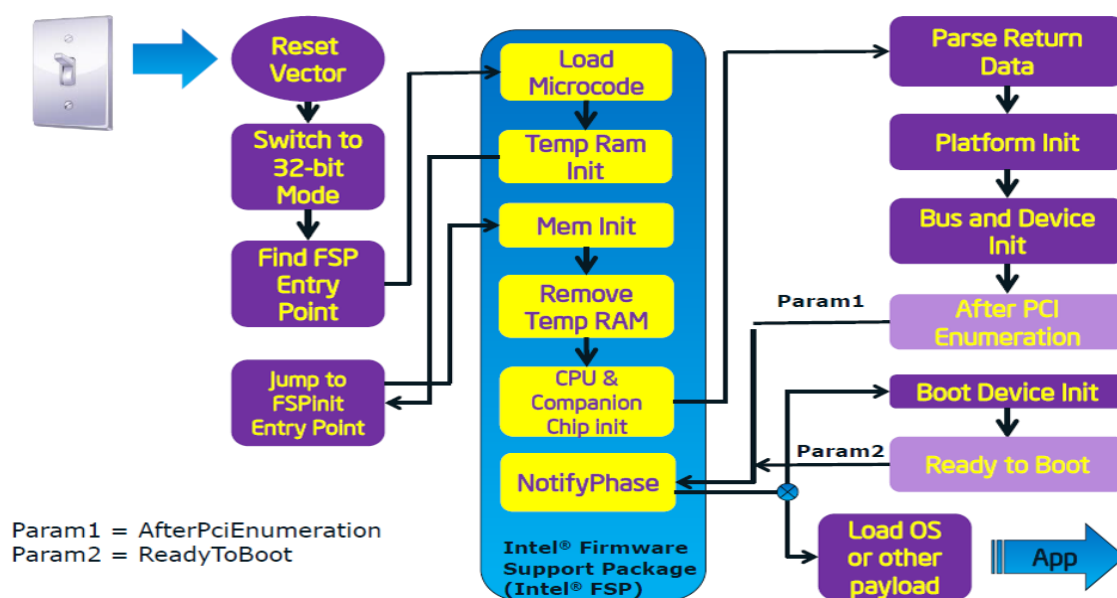 Reset
Vector
Switch to
32-bit
Mode
Find FSP
Entry
Point
Jump to
FSPinit
Entry Point
Load
Microcode
Temp Ram
Init
Mem Init
Remove
Temp RAM
CPU &
Companion
Chip init
NotifyPhase
Intel® Firmware
Support Package
(Intel® FSP)
Parse Return
Data
Platform Init
Bus and Device
Init
Param1
After PCI
Enumeration
Boot Device Init
Param2
Ready to Boot
Load OS
or other
payload
App
Param1 = AfterPciEnumeration
Param2 = ReadyToBoot